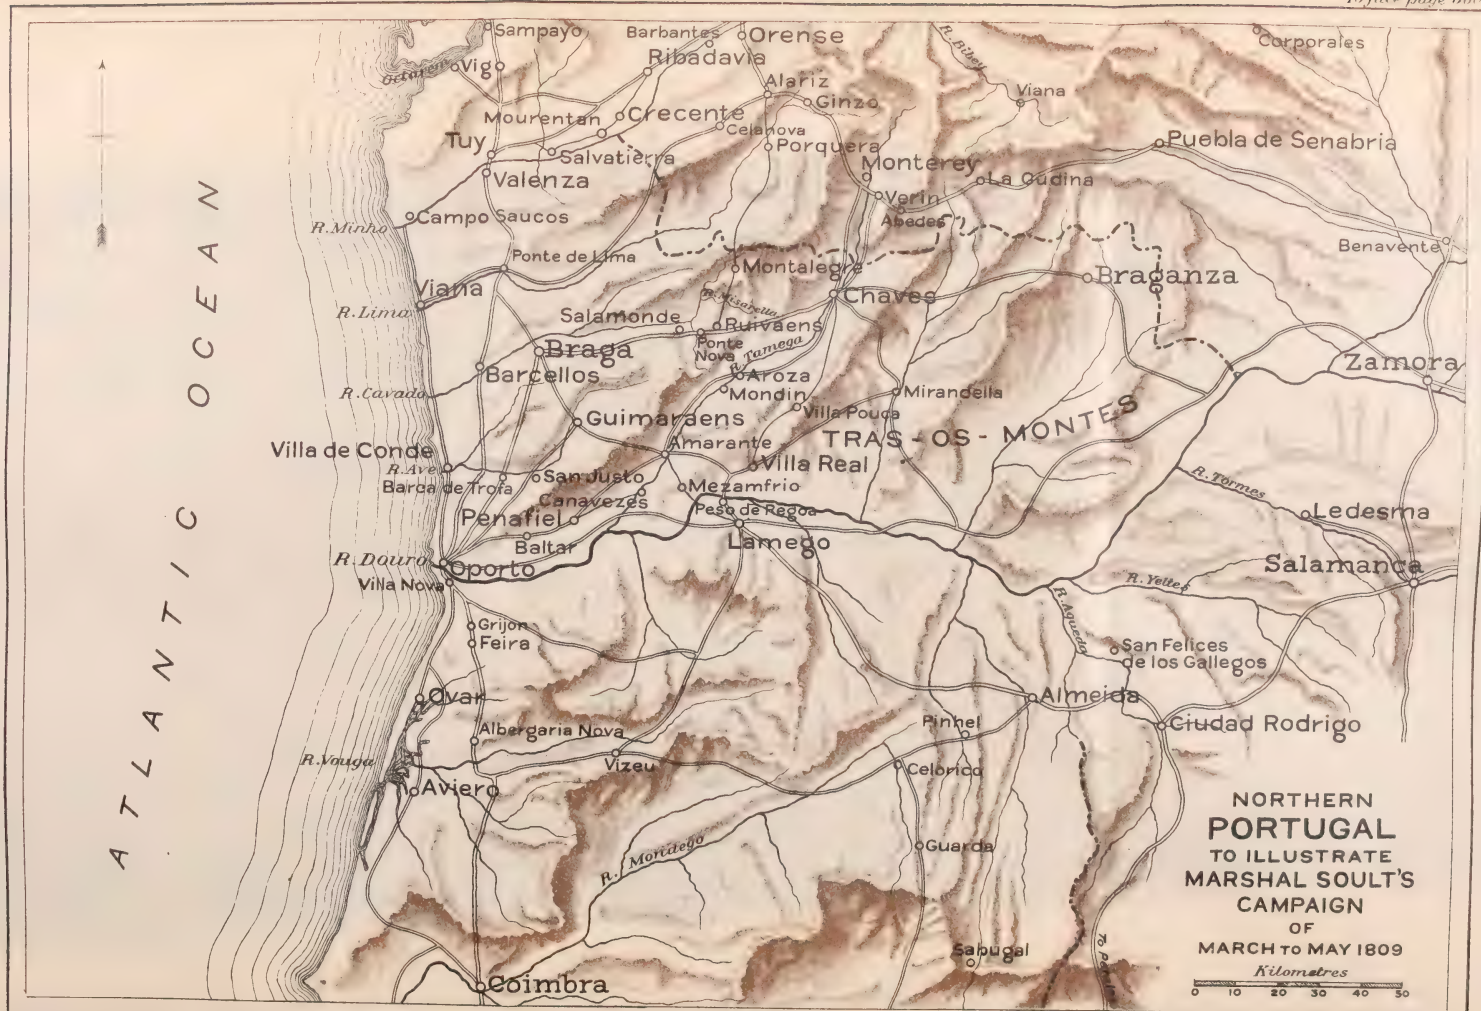 Sampayo
Barbantes
Orense
Corporales
Vigo
Ribadavia
R. Bibey
Alariz
Viana
Ginzo
Mourentan
Crecente
Celanova
Tuy
Salvatierra
Porquera
Puebla de Senabria
Monterey
Valenza
La Gudina
Verin
Abedes
Campo Saucos
R. Minho
Benavente
Ponte de Lima
Montalegre
Braganza
Viana
Chaves
R. Misarella
R. Lima
Salamonde
Ruivaens
Ponte
Nova
R. Tamega
Braga
Zamora
Barcellos
Aroza
Mondin
Mirandella
R. Cavado
Villa Pouca
Guimaraens
TRAS-OS-MONTES
Amarante
Villa de Conde
Villa Real
R. Ave
San Justo
Barca de Trofa
Mezamfrio
R. Tormes
Canavezes
Peso de Regoa
Ledesma
Penafiel
Baltar
Lamego
R. Douro
Oporto
Salamanca
Villa Nova
R. Yeltes
R. Agueda
Grijon
Feira
San Felices
de los Gallegos
Ovar
Almeida
Pinhel
Ciudad Rodrigo
Albergaria Nova
R. Vouga
Vizeu
Celorico
Aviero
R. Mondego
Guarda
Sabugal
Coimbra
ATLANTIC OCEAN
NORTHERN
PORTUGAL
TO ILLUSTRATE
MARSHAL SOULT'S
CAMPAIGN
OF
MARCH TO MAY 1809
Kilometres
0 10 20 30 40 50